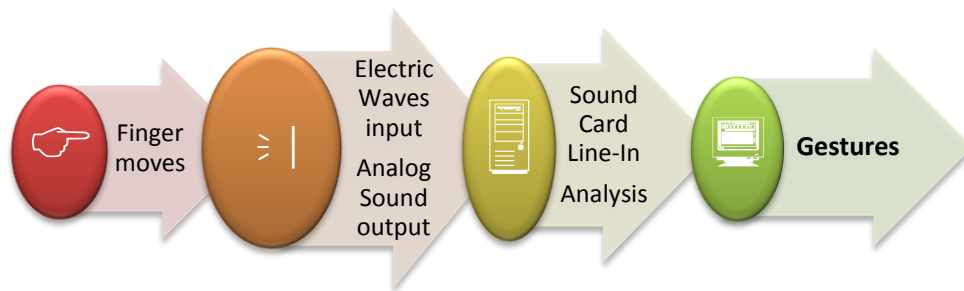 Finger
moves
Electric
Waves
input
Analog
Sound
output
Sound
Card
Line-In
Analysis
Gestures